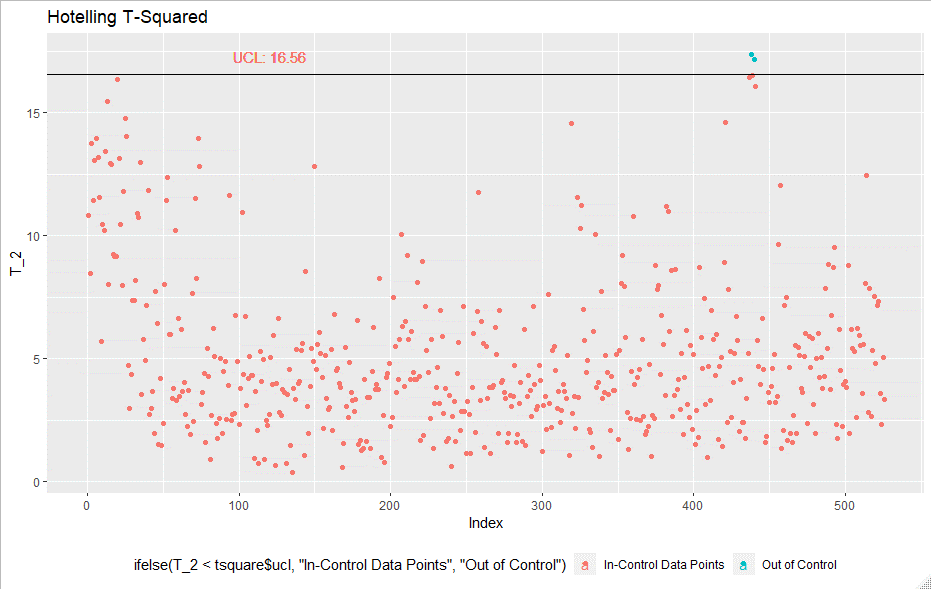 Hotelling T-Squared
UCL: 16.56
15
10
5
0
T_2
0 100 200 300 400 500
Index
ifelse(T_2 < tsquare$ucl, "In-Control Data Points", "Out of Control") a In-Control Data Points a Out of Control